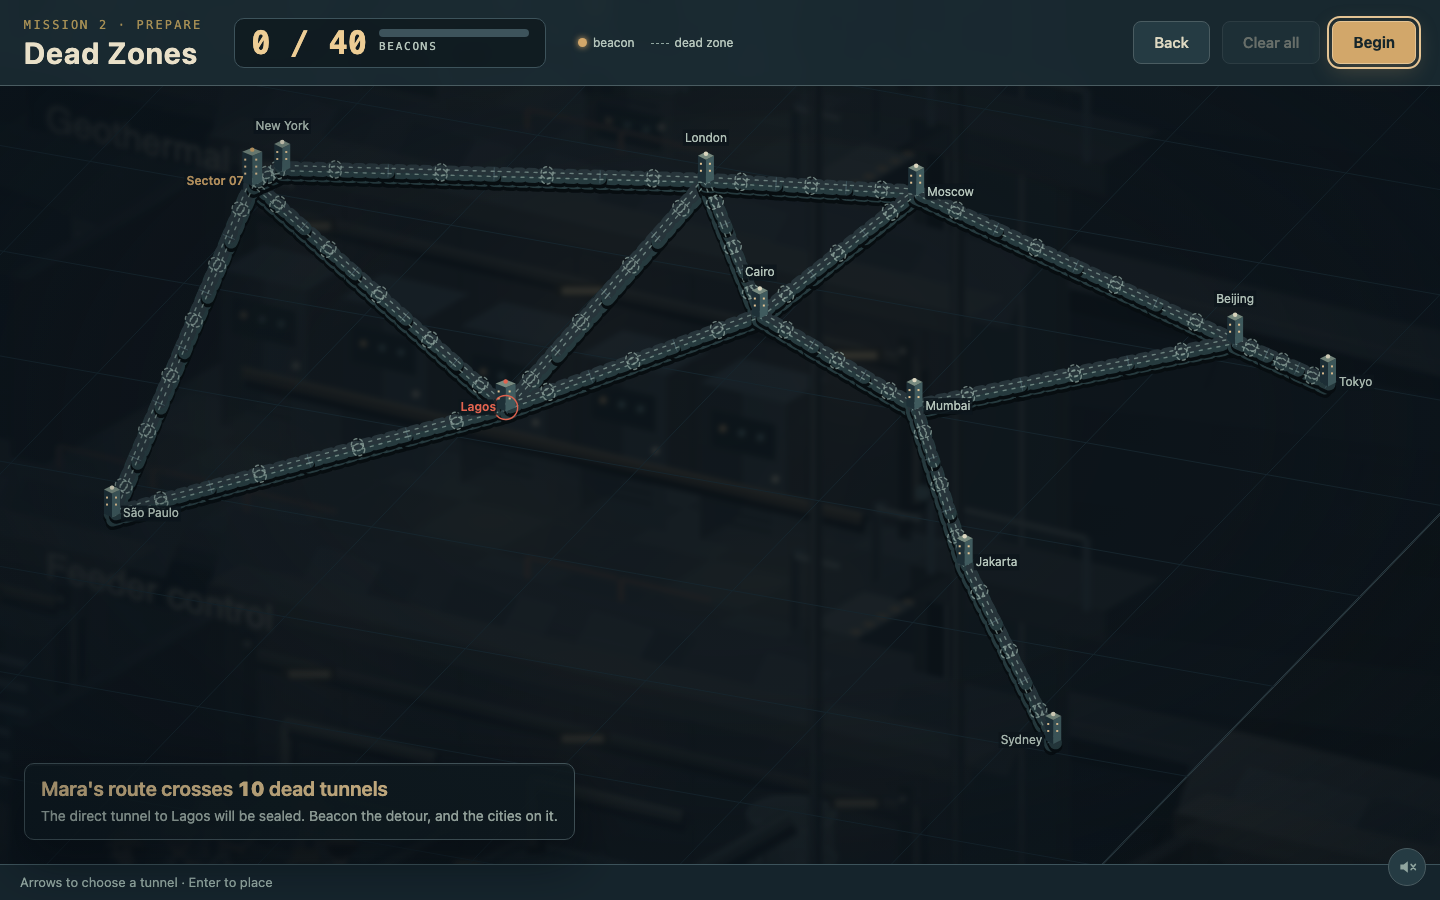 MISSION 2 · PREPARE
Dead Zones
0 / 40
BEACONS
beacon
dead zone
Back
Clear all
Begin
Geothermal
New York
London
Sector 07
Moscow
Cairo
Beijing
Tokyo
Lagos
Mumbai
São Paulo
Jakarta
Feeder control
Sydney
Mara's route crosses 10 dead tunnels
The direct tunnel to Lagos will be sealed. Beacon the detour, and the cities on it.
Arrows to choose a tunnel · Enter to place